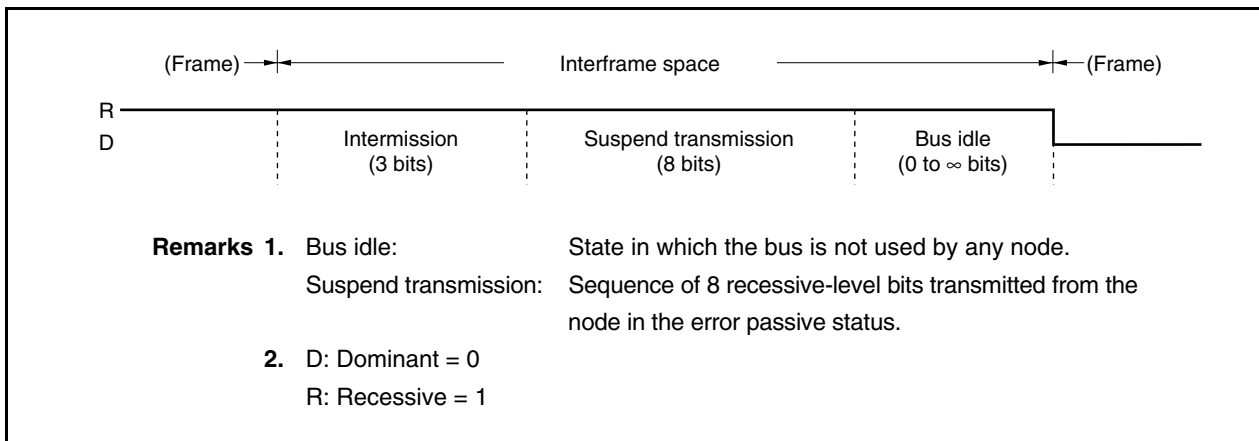 (Frame) Interframe space (Frame)
R
D
Intermission Suspend transmission Bus idle
(3 bits) (8 bits) (0 to ∞ bits)
Remarks 1. Bus idle: State in which the bus is not used by any node.
Suspend transmission: Sequence of 8 recessive-level bits transmitted from the
node in the error passive status.
2. D: Dominant = 0
R: Recessive = 1